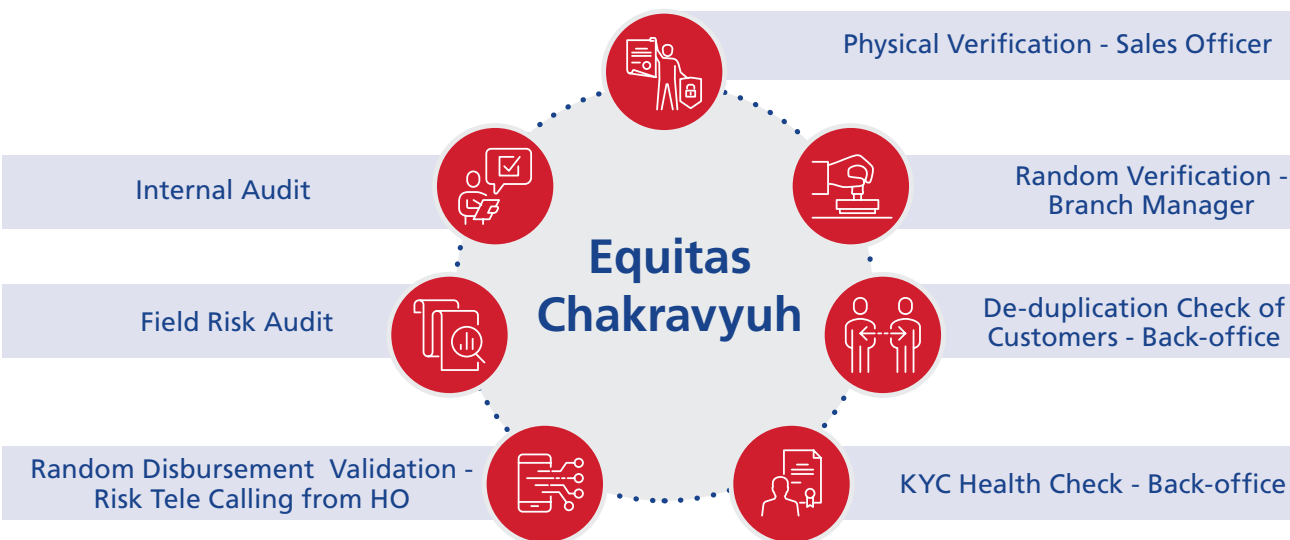 Physical Verification - Sales Officer
Random Verification -
Branch Manager
De-duplication Check of
Customers - Back-office
KYC Health Check - Back-office
Random Disbursement Validation -
Risk Tele Calling from HO
Field Risk Audit
Internal Audit
Equitas
Chakravyuh